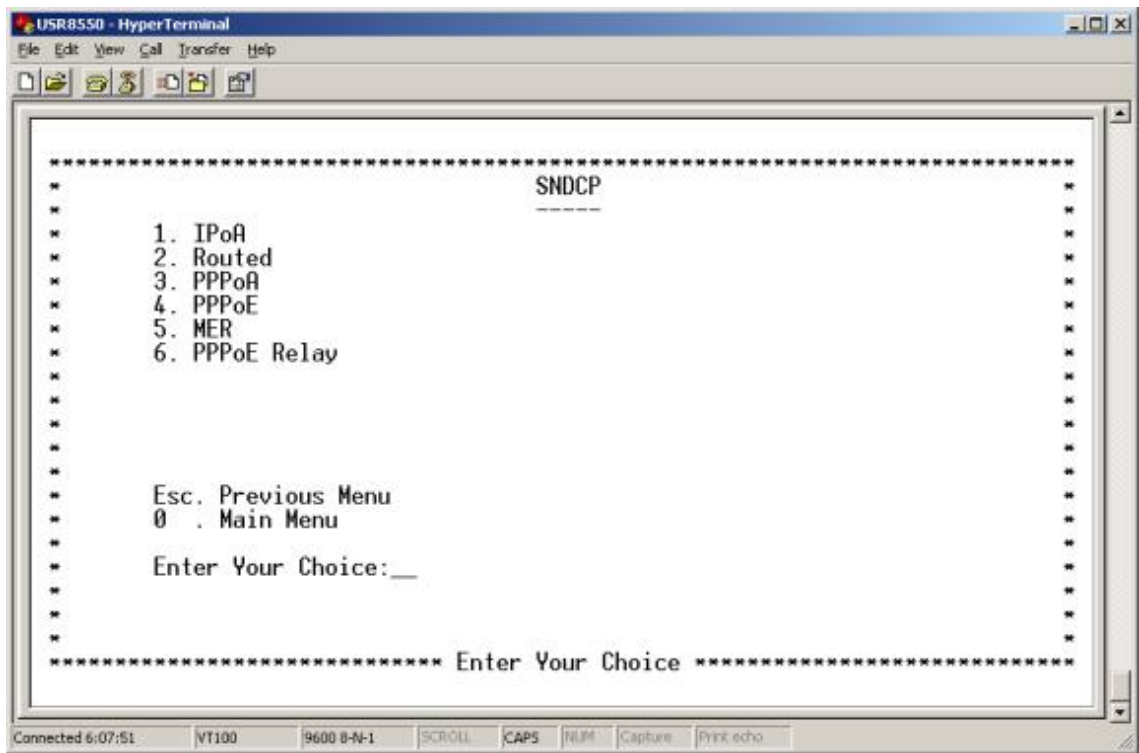 USR8550 - HyperTerminal
File Edit View Call Transfer Help
*******************************************************************************
* SNDCP *
* ----- *
* 1. IPoA *
* 2. Routed *
* 3. PPPoA *
* 4. PPPoE *
* 5. MER *
* 6. PPPoE Relay *
* *
* *
* *
* *
* *
* Esc. Previous Menu *
* 0 . Main Menu *
* *
* Enter Your Choice:__ *
* *
* *
* *
****************************** Enter Your Choice *****************************
Connected 6:07:51 VT100 9600 8-N-1 SCROLL CAPS NUM Capture Print echo